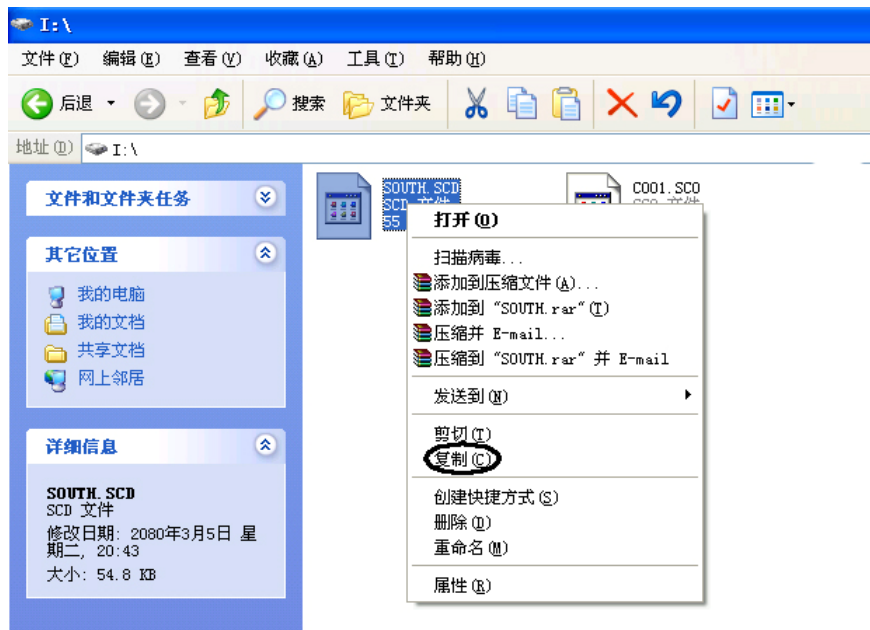 I:\
文件(F) 编辑(E) 查看(V) 收藏(A) 工具(T) 帮助(H)
后退 搜索 文件夹
地址(D) I:\
文件和文件夹任务
其它位置
我的电脑
我的文档
共享文档
网上邻居
详细信息
SOUTH.SCD
SCD 文件
修改日期: 2080年3月5日 星
期二, 20:43
大小: 54.8 KB
SOUTH.SCD
SCD 文件
55
C001.SCO
打开(O)
扫描病毒...
添加到压缩文件(A)...
添加到 "SOUTH.rar"(T)
压缩并 E-mail...
压缩到 "SOUTH.rar" 并 E-mail
发送到(N)
剪切(T)
复制(C)
创建快捷方式(S)
删除(D)
重命名(M)
属性(R)